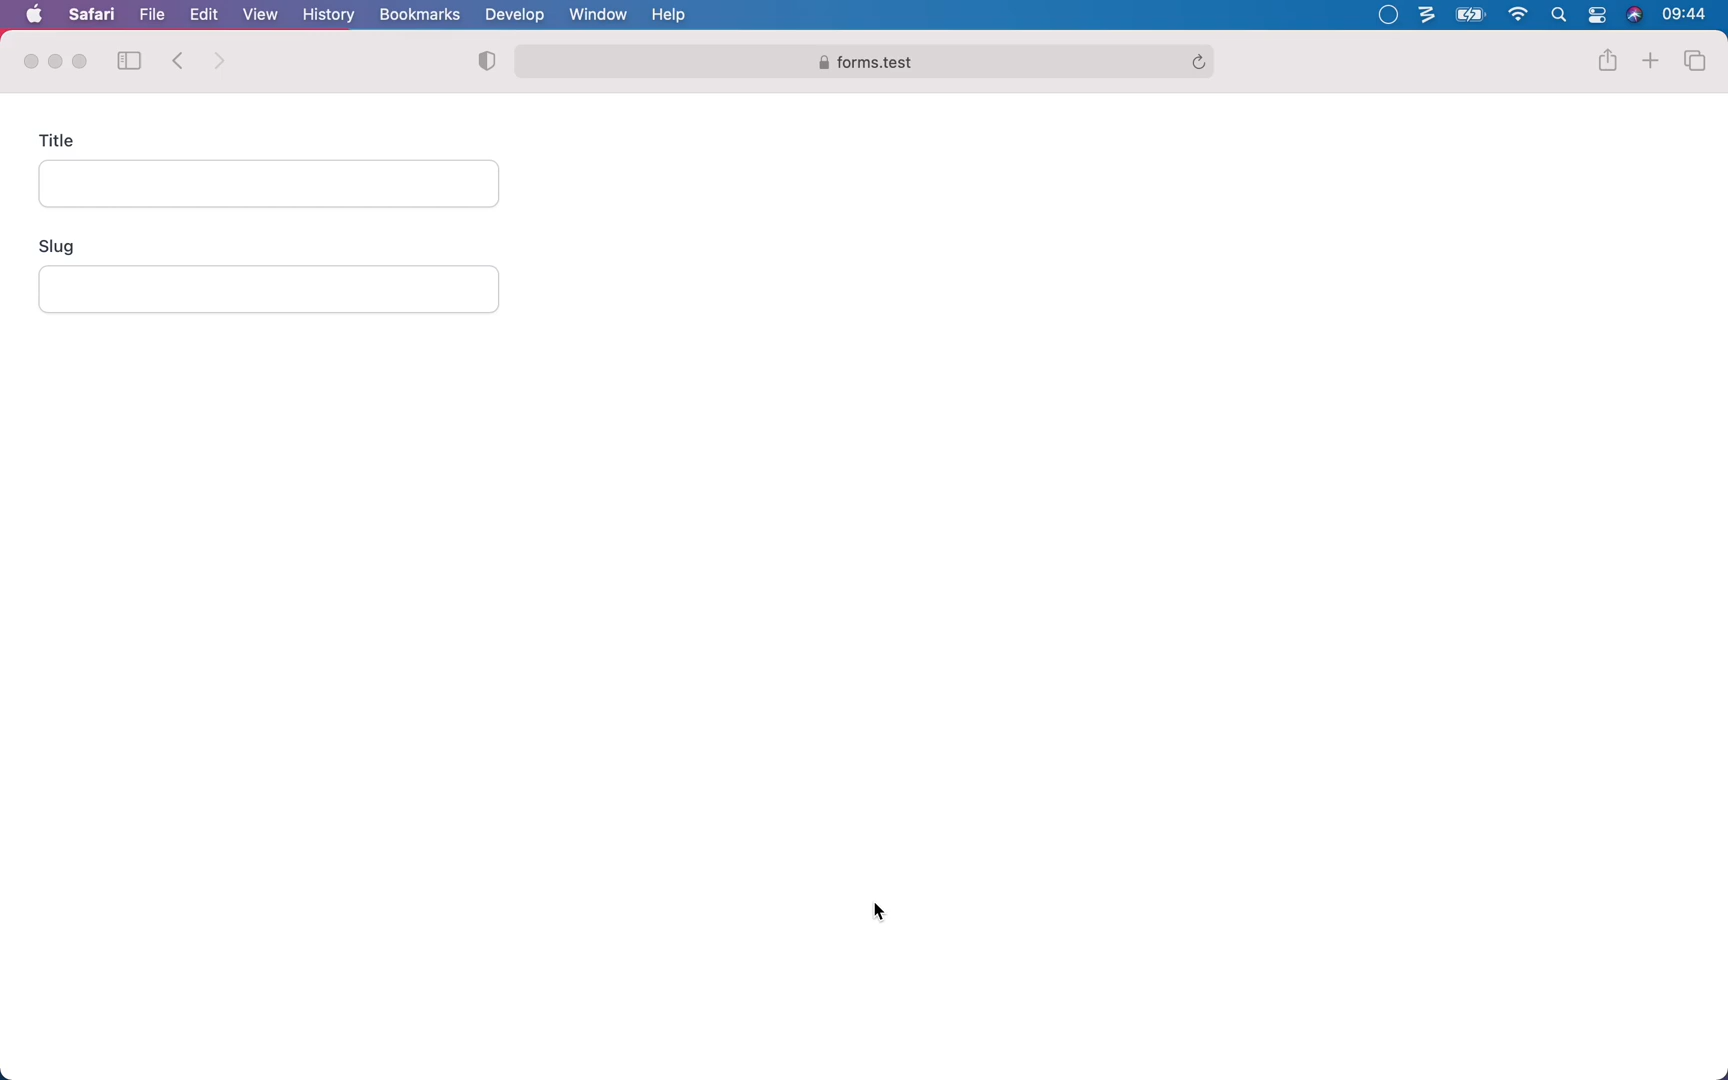 Safari File Edit View History Bookmarks Develop Window Help 09:44
forms.test
Title
Slug